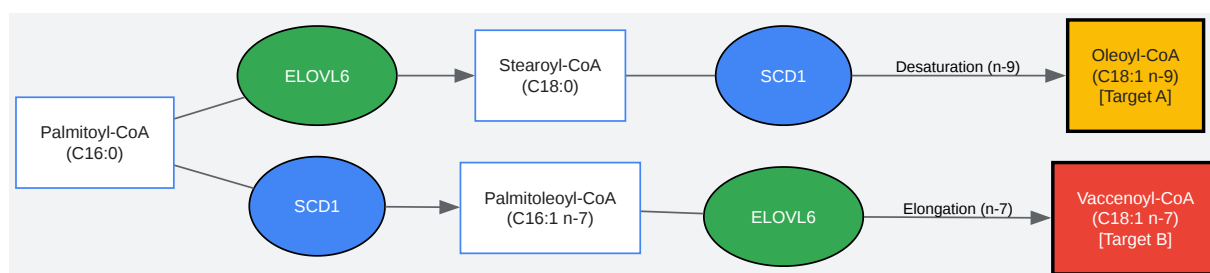 ELOVL6
Stearoyl-CoA
(C18:0)
SCD1
Desaturation (n-9)
Oleoyl-CoA
(C18:1 n-9)
[Target A]
Palmitoyl-CoA
(C16:0)
SCD1
Palmitoleoyl-CoA
(C16:1 n-7)
ELOVL6
Elongation (n-7)
Vaccenoyl-CoA
(C18:1 n-7)
[Target B]